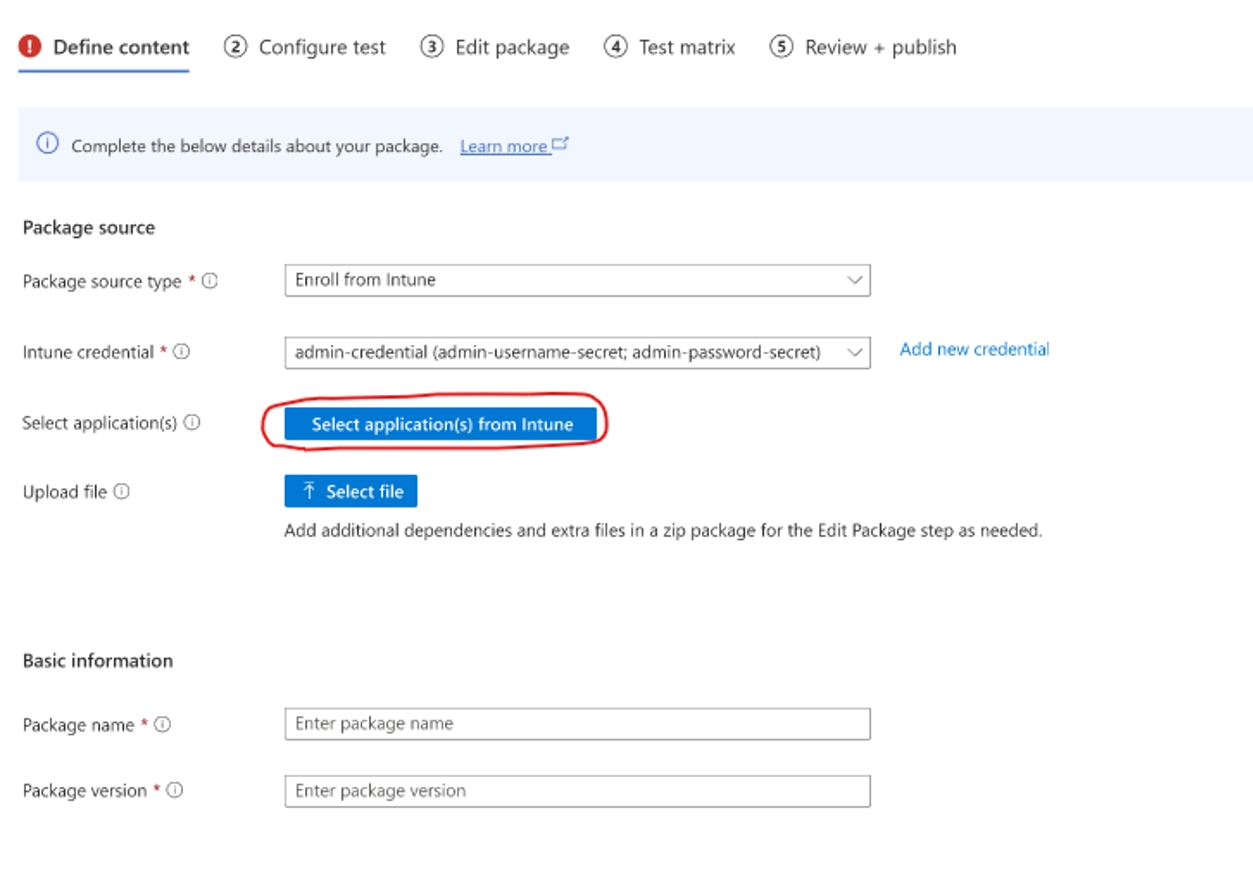 ! Define content 2 Configure test 3 Edit package 4 Test matrix 5 Review + publish
Complete the below details about your package. Learn more
Package source
Package source type * Enroll from Intune
Intune credential * admin-credential (admin-username-secret; admin-password-secret) Add new credential
Select application(s) Select application(s) from Intune
Upload file Select file
Add additional dependencies and extra files in a zip package for the Edit Package step as needed.
Basic information
Package name * Enter package name
Package version * Enter package version